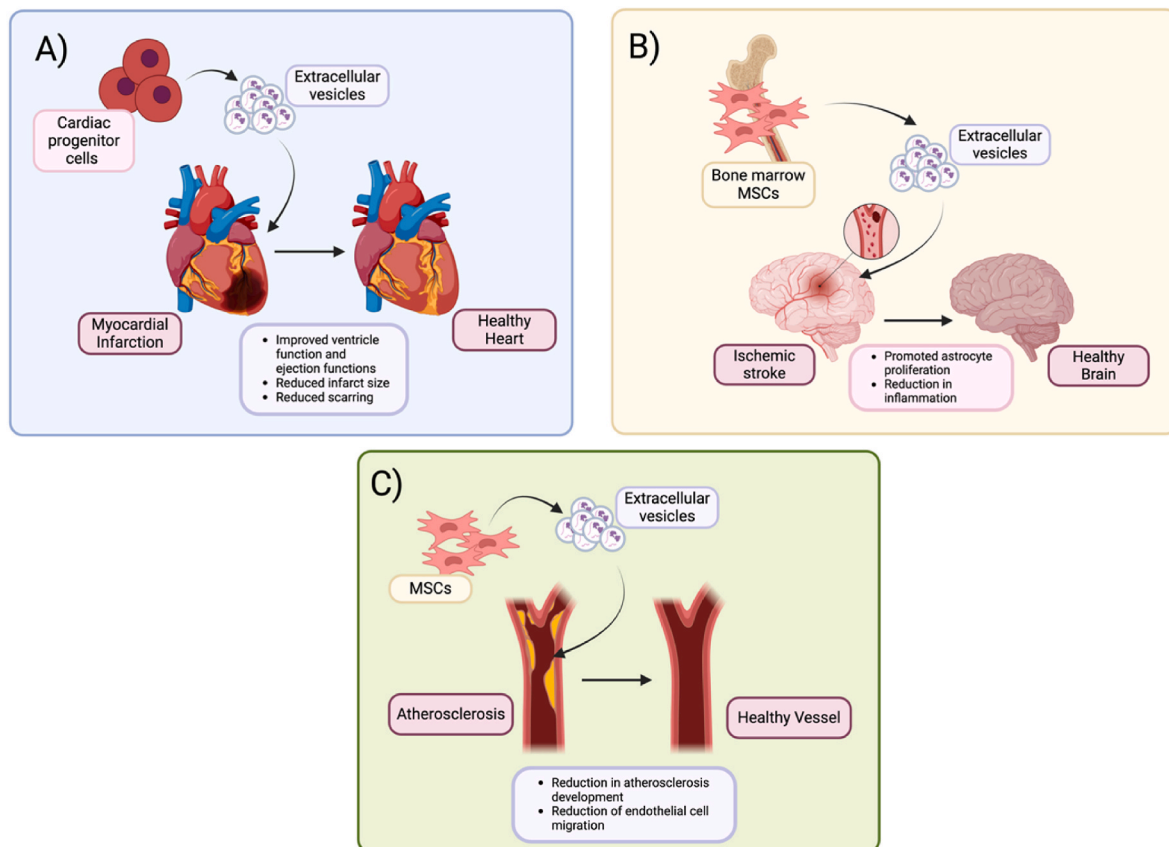 A)
Cardiac
progenitor
cells
Extracellular
vesicles
Myocardial
Infarction
Healthy
Heart
• Improved ventricle
function and
ejection functions
• Reduced infarct size
• Reduced scarring
B)
Bone marrow
MSCs
Extracellular
vesicles
Ischemic
stroke
Healthy
Brain
• Promoted astrocyte
proliferation
• Reduction in
inflammation
C)
MSCs
Extracellular
vesicles
Atherosclerosis
Healthy Vessel
• Reduction in atherosclerosis
development
• Reduction of endothelial cell
migration